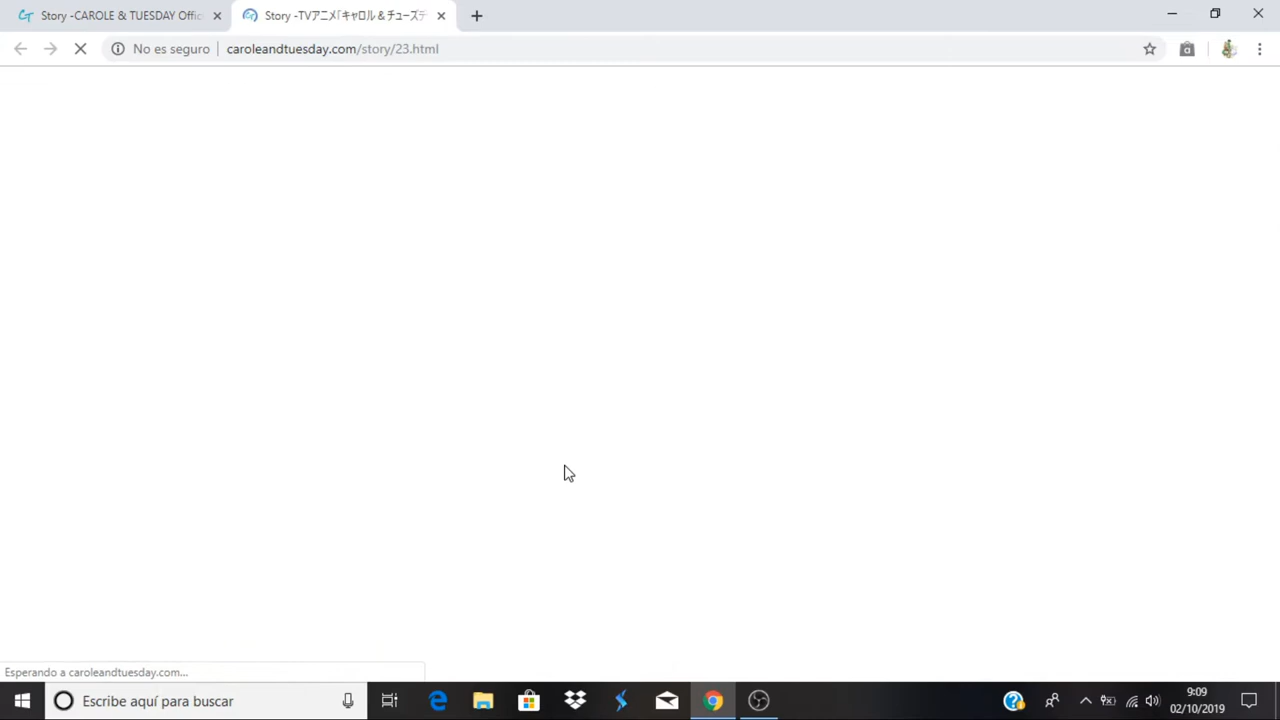 Story -CAROLE & TUESDAY Offic
Story -TVアニメ「キャロル＆チューズデ
No es seguro
caroleandtuesday.com/story/23.html
Esperando a caroleandtuesday.com...
Escribe aquí para buscar
9:09
02/10/2019